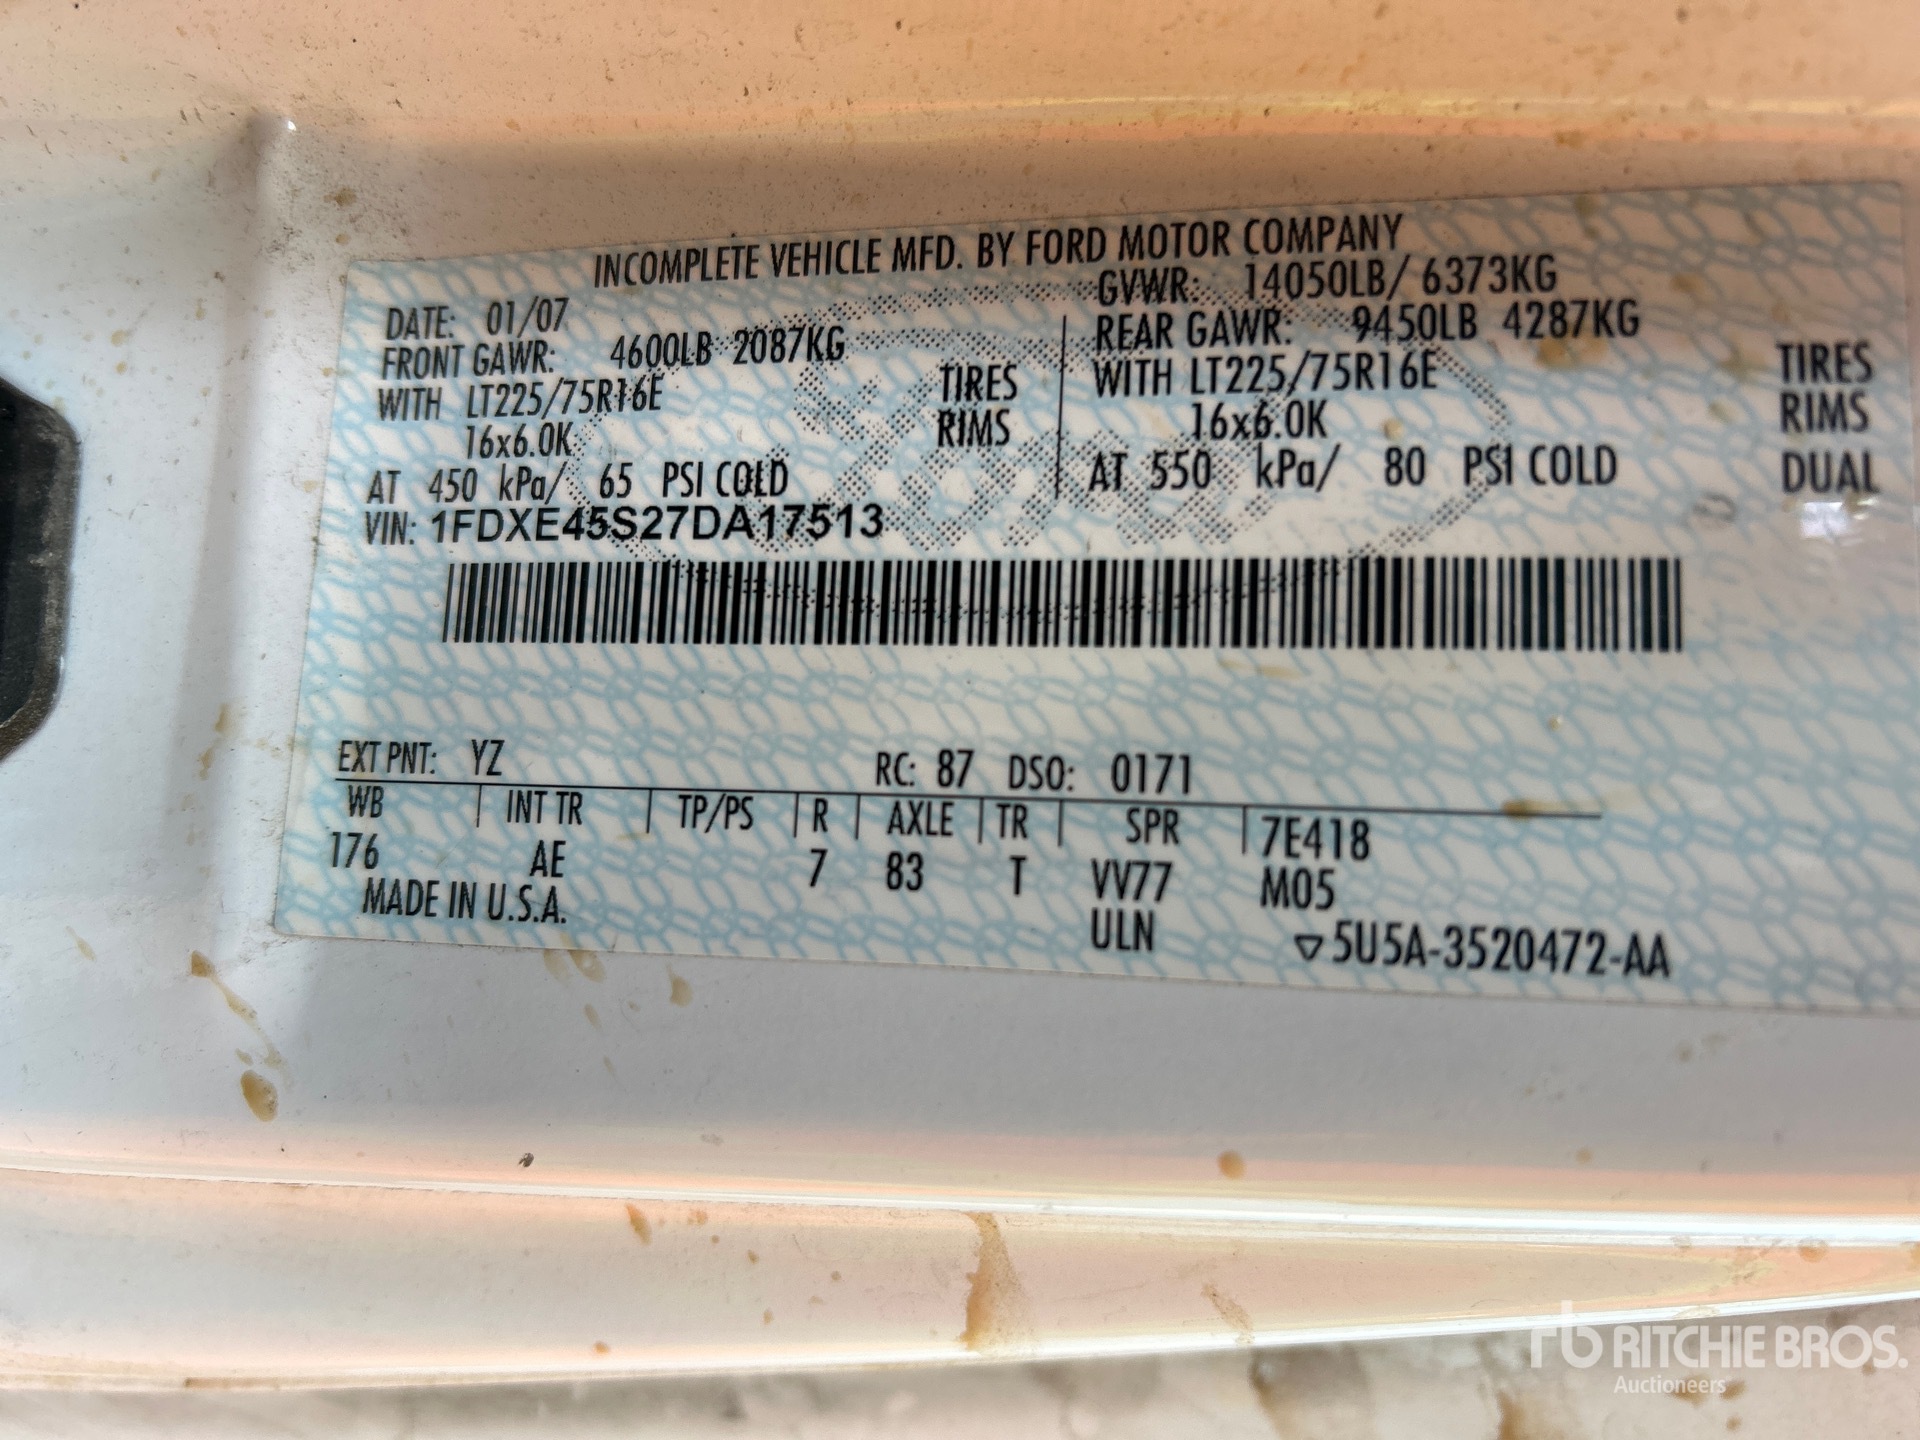 INCOMPLETE VEHICLE MFD. BY FORD MOTOR COMPANY
DATE: 01/07 GVWR: 14050LB/ 6373KG
FRONT GAWR: 4600LB 2087KG REAR GAWR: 9450LB 4287KG
WITH LT225/75R16E TIRES WITH LT225/75R16E TIRES
16x6.0K RIMS 16x6.0K RIMS
AT 450 kPa/ 65 PSI COLD AT 550 kPa/ 80 PSI COLD DUAL
VIN: 1FDXE45S27DA17513
EXT PNT: YZ RC: 87 DSO: 0171
WB INT TR TP/PS R AXLE TR SPR 7E418
176 AE 7 83 T VV77 M05
MADE IN U.S.A. ULN ▽5U5A-3520472-AA
rb RITCHIE BROS.
Auctioneers